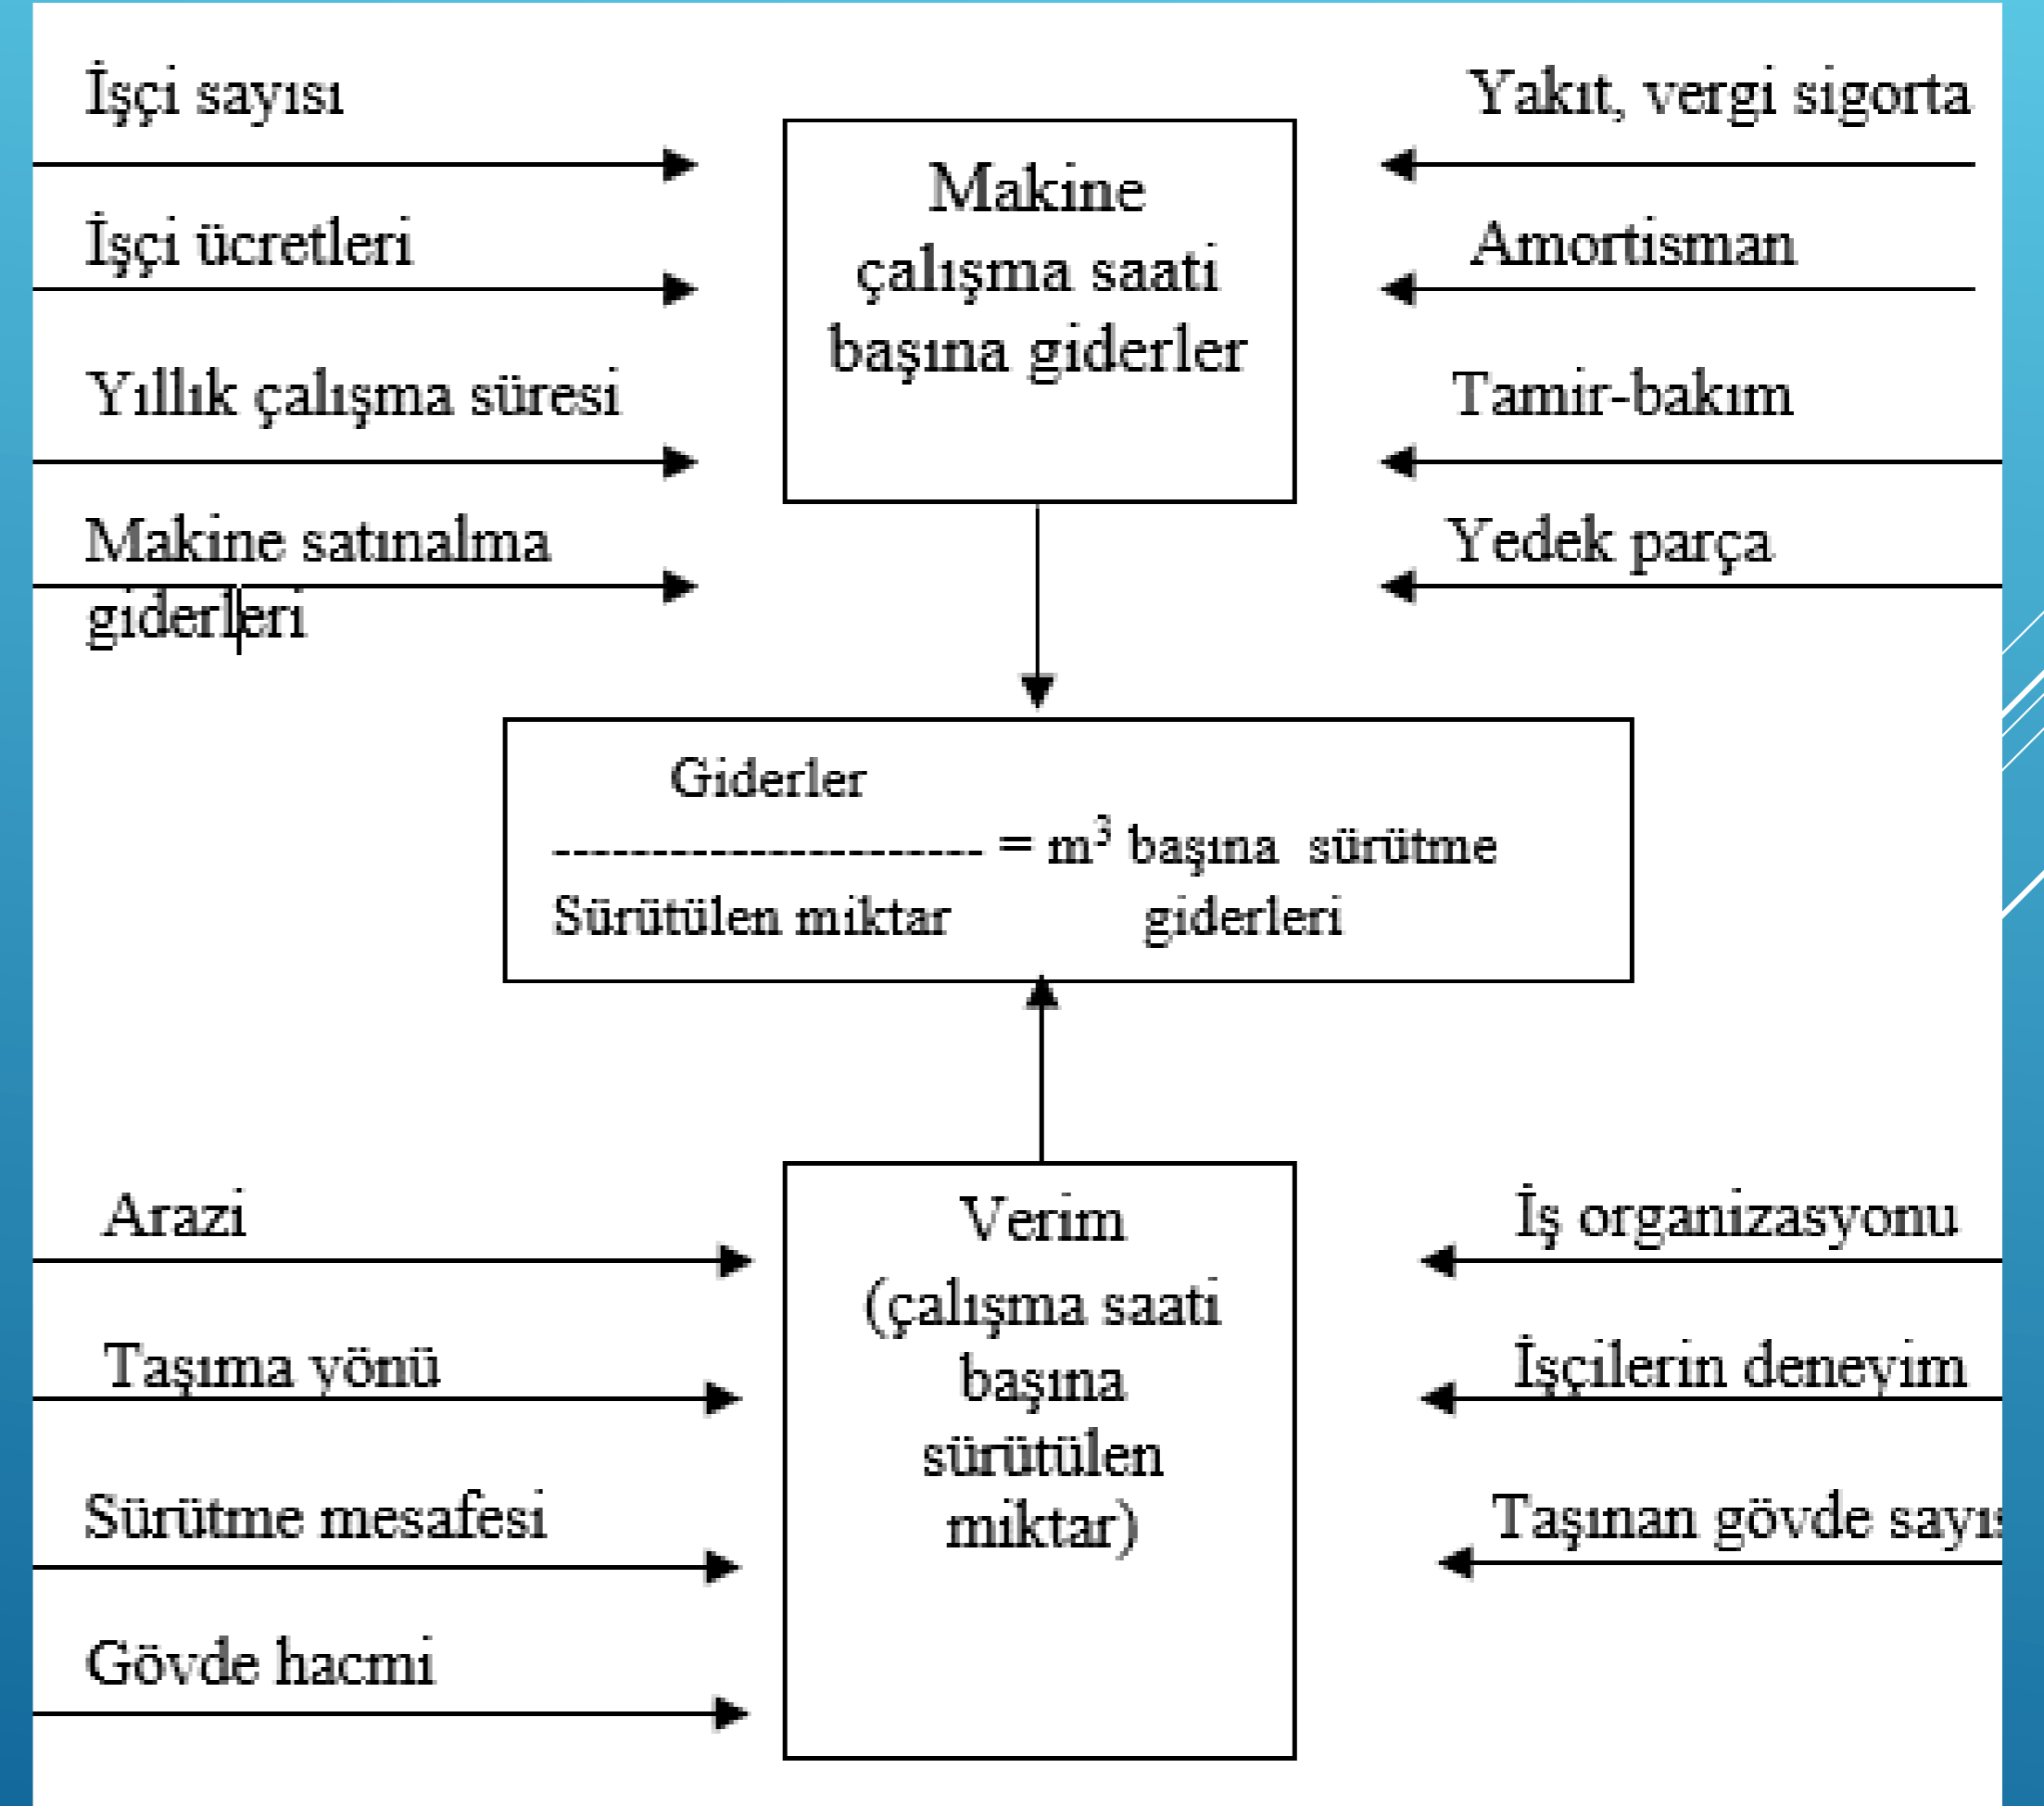 İşçi sayısı
Yakıt, vergi sigorta
Makine
çalışma saati
başına giderler
İşçi ücretleri
Amortisman
Yıllık çalışma süresi
Tamir-bakım
Makine satınalma
giderleri
Yedek parça
Giderler
---------------------- = m³ başına sürütme
Sürütülen miktar giderleri
Arazi
Verim
(çalışma saati
başına
sürütülen
miktar)
İş organizasyonu
Taşıma yönü
İşçilerin deneyim
Sürütme mesafesi
Taşınan gövde
Gövde hacmi